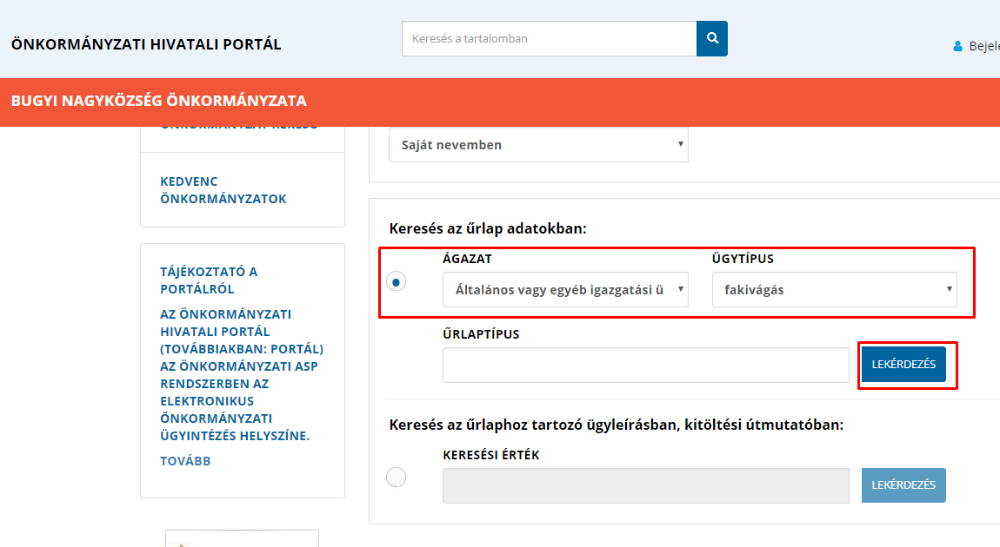 ÖNKORMÁNYZATI HIVATALI PORTÁL
Keresés a tartalomban
BUGYI NAGYKÖZSÉG ÖNKORMÁNYZATA
Saját nevemben
KEDVENC
ÖNKORMÁNYZATOK
TÁJÉKOZTATÓ A
PORTÁLRÓL
AZ ÖNKORMÁNYZATI
HIVATALI PORTÁL
(TOVÁBBIAKBAN: PORTÁL)
AZ ÖNKORMÁNYZATI ASP
RENDSZERBEN AZ
ELEKTRONIKUS
ÖNKORMÁNYZATI
ÜGYINTÉZÉS HELYSZÍNE.
TOVÁBB
Keresés az űrlap adatokban:
ÁGAZAT
ÜGYTÍPUS
Általános vagy egyéb igazgatási ü
fakivágás
ŰRLAPTÍPUS
LEKÉRDEZÉS
Keresés az űrlaphoz tartozó ügyleírásban, kitöltési útmutatóban:
KERESÉSI ÉRTÉK
LEKÉRDEZÉS